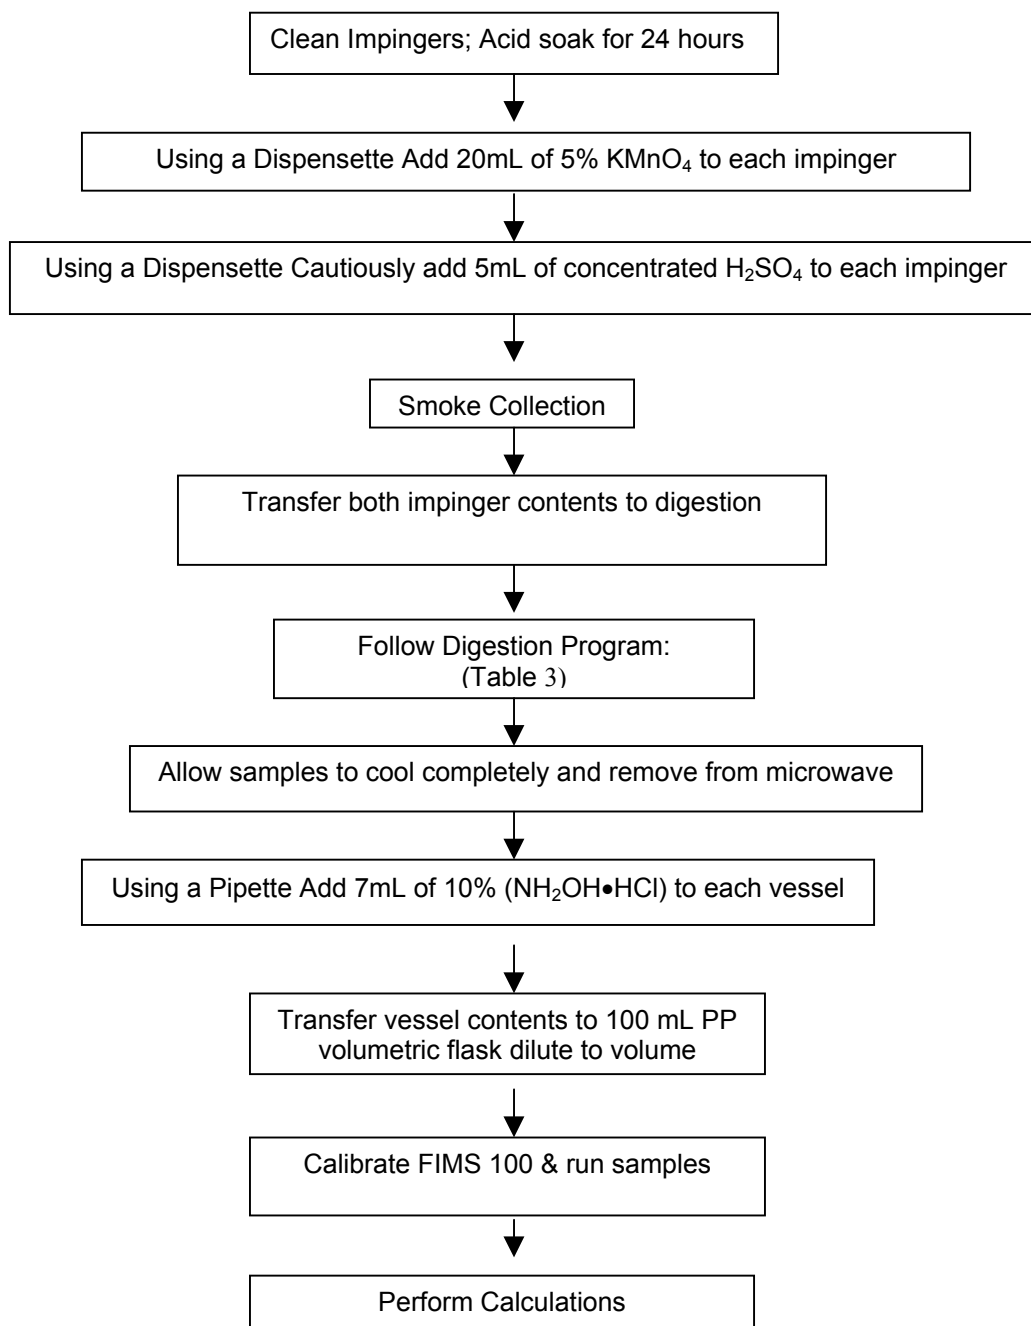 Clean Impingers; Acid soak for 24 hours
Using a Dispensette Add 20mL of 5% KMnO₄ to each impinger
Using a Dispensette Cautiously add 5mL of concentrated H₂SO₄ to each impinger
Smoke Collection
Transfer both impinger contents to digestion
Follow Digestion Program:
(Table 3)
Allow samples to cool completely and remove from microwave
Using a Pipette Add 7mL of 10% (NH₂OH•HCl) to each vessel
Transfer vessel contents to 100 mL PP
volumetric flask dilute to volume
Calibrate FIMS 100 & run samples
Perform Calculations